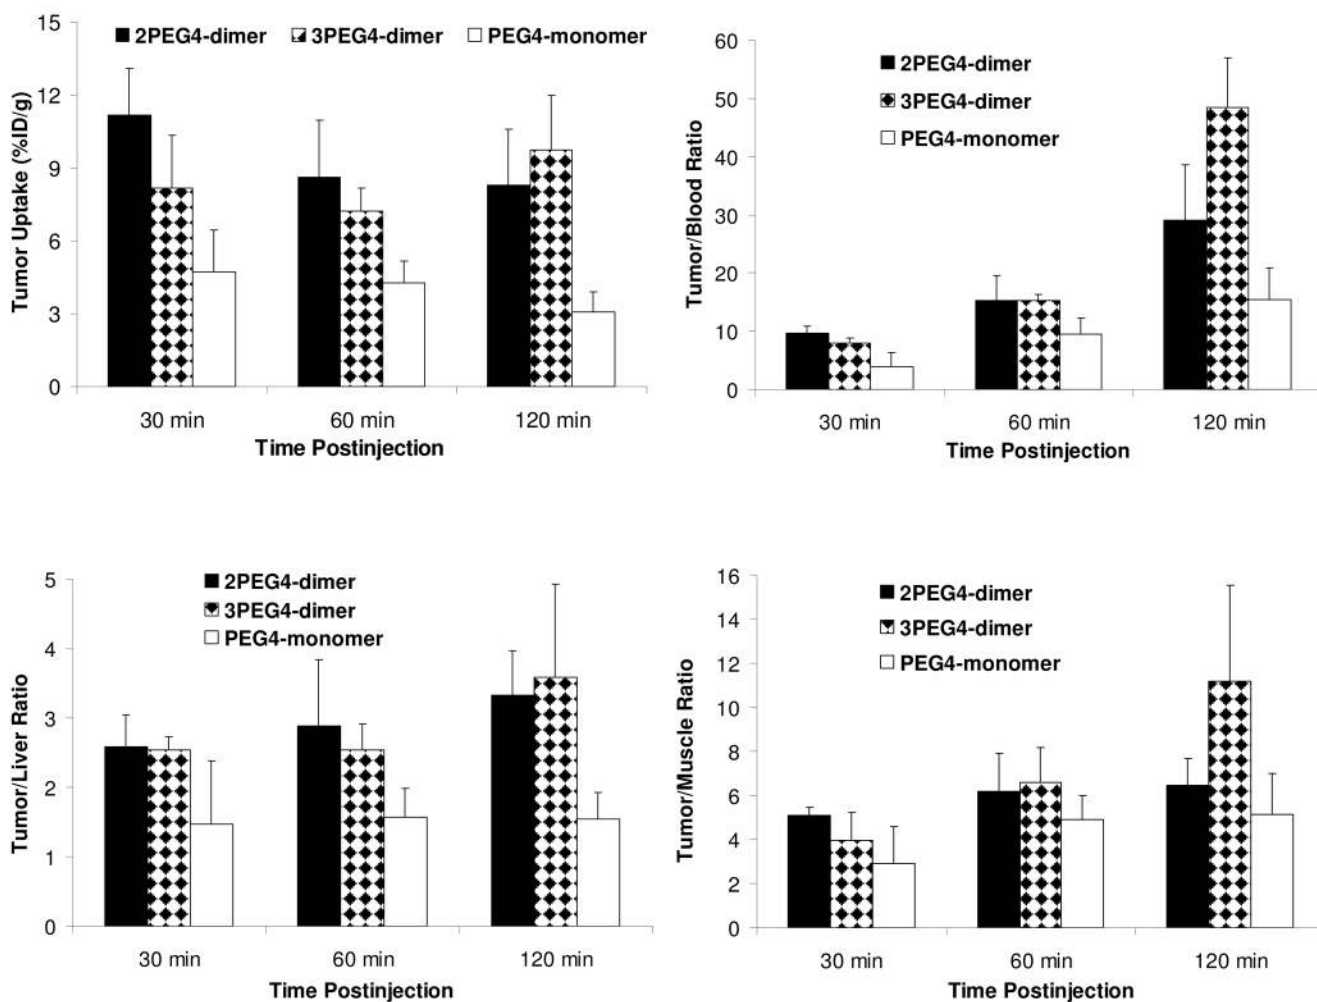 15
12
9
6
3
0
Tumor Uptake (%ID/g)
2PEG4-dimer 3PEG4-dimer PEG4-monomer
30 min 60 min 120 min
Time Postinjection
60
50
40
30
20
10
0
Tumor/Blood Ratio
2PEG4-dimer
3PEG4-dimer
PEG4-monomer
30 min 60 min 120 min
Time Postinjection
5
4
3
2
1
0
Tumor/Liver Ratio
2PEG4-dimer
3PEG4-dimer
PEG4-monomer
30 min 60 min 120 min
Time Postinjection
16
14
12
10
8
6
4
2
0
Tumor/Muscle Ratio
2PEG4-dimer
3PEG4-dimer
PEG4-monomer
30 min 60 min 120 min
Time Postinjection